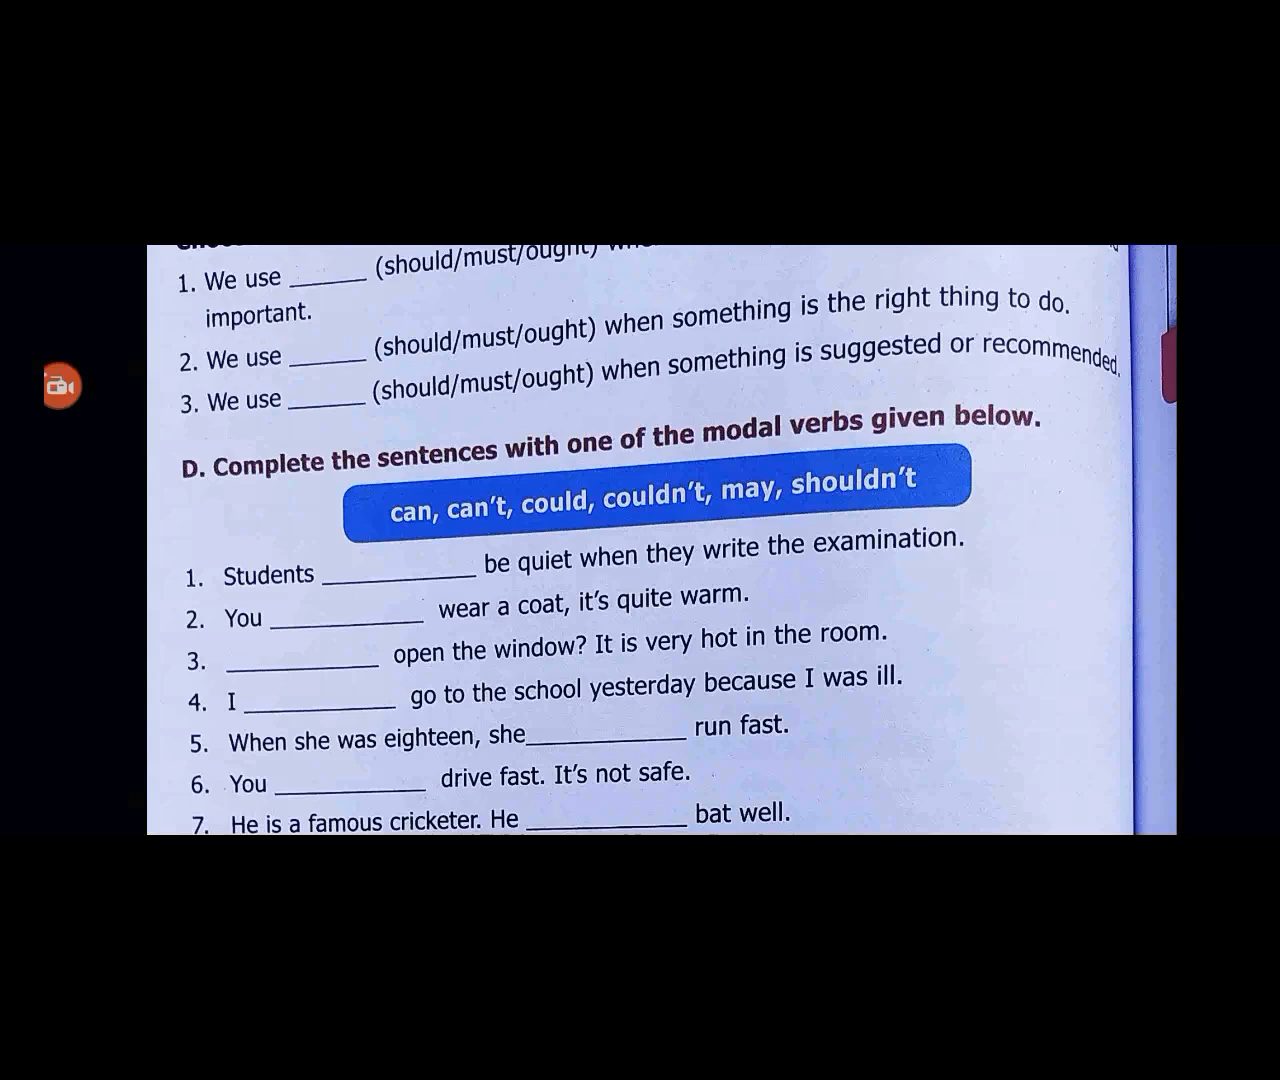 1. We use ______ (should/must/ought)
important.
2. We use ______ (should/must/ought) when something is the right thing to do.
3. We use ______ (should/must/ought) when something is suggested or recommended.
D. Complete the sentences with one of the modal verbs given below.
can, can't, could, couldn't, may, shouldn't
1. Students ____________ be quiet when they write the examination.
2. You ____________ wear a coat, it's quite warm.
3. ____________ open the window? It is very hot in the room.
4. I ____________ go to the school yesterday because I was ill.
5. When she was eighteen, she____________ run fast.
6. You ____________ drive fast. It's not safe.
7. He is a famous cricketer. He ____________ bat well.